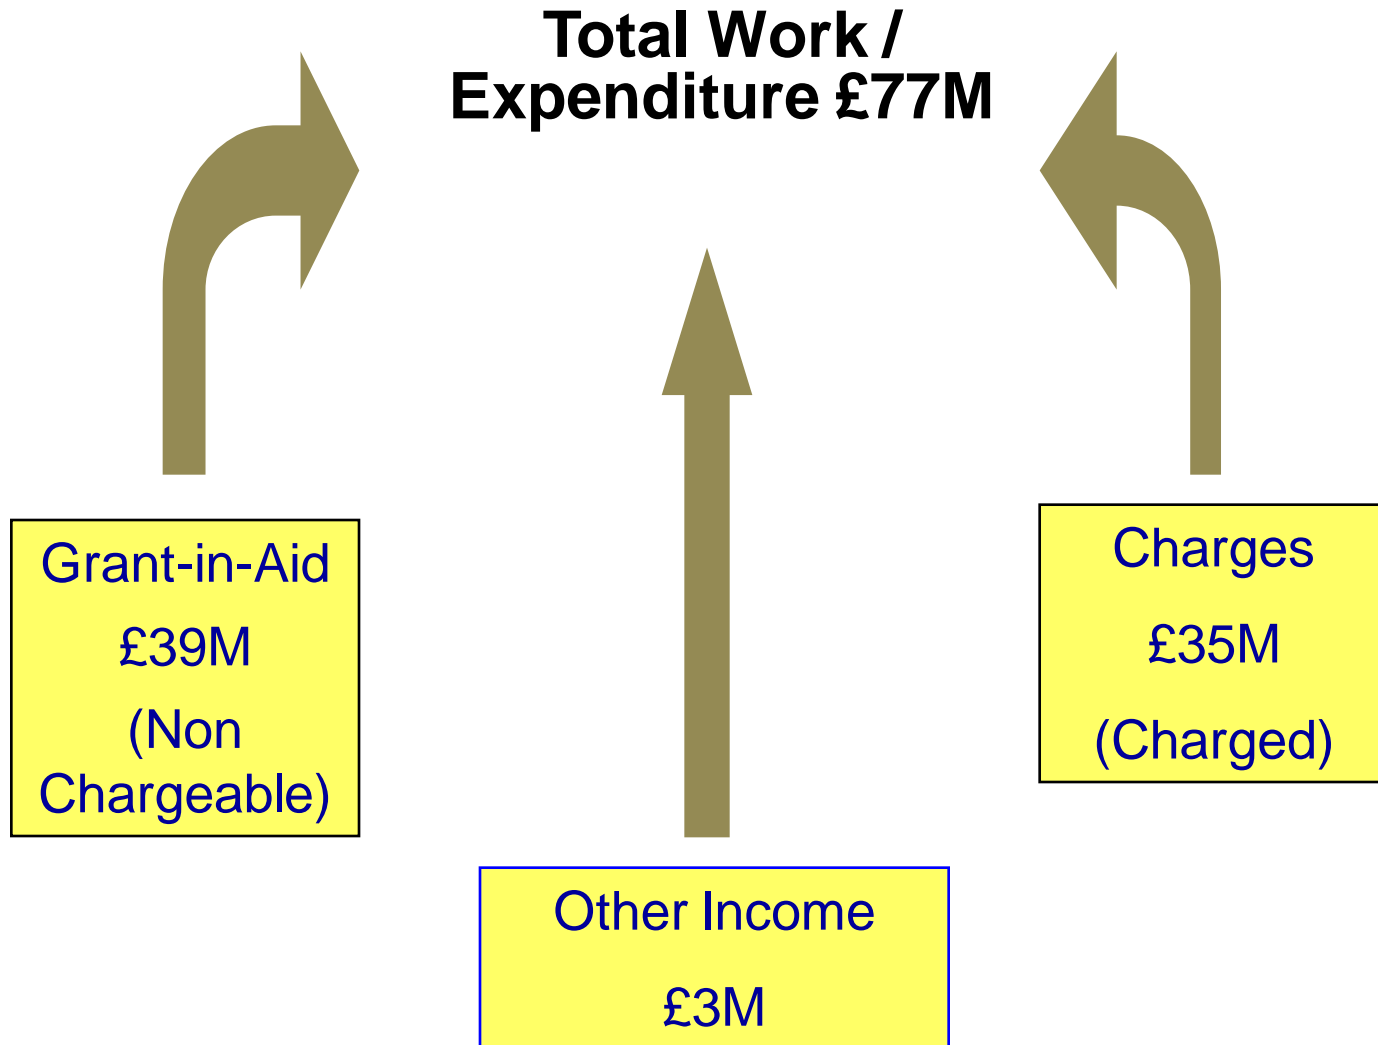 Total Work /
Expenditure £77M
Grant-in-Aid
£39M
(Non
Chargeable)
Charges
£35M
(Charged)
Other Income
£3M